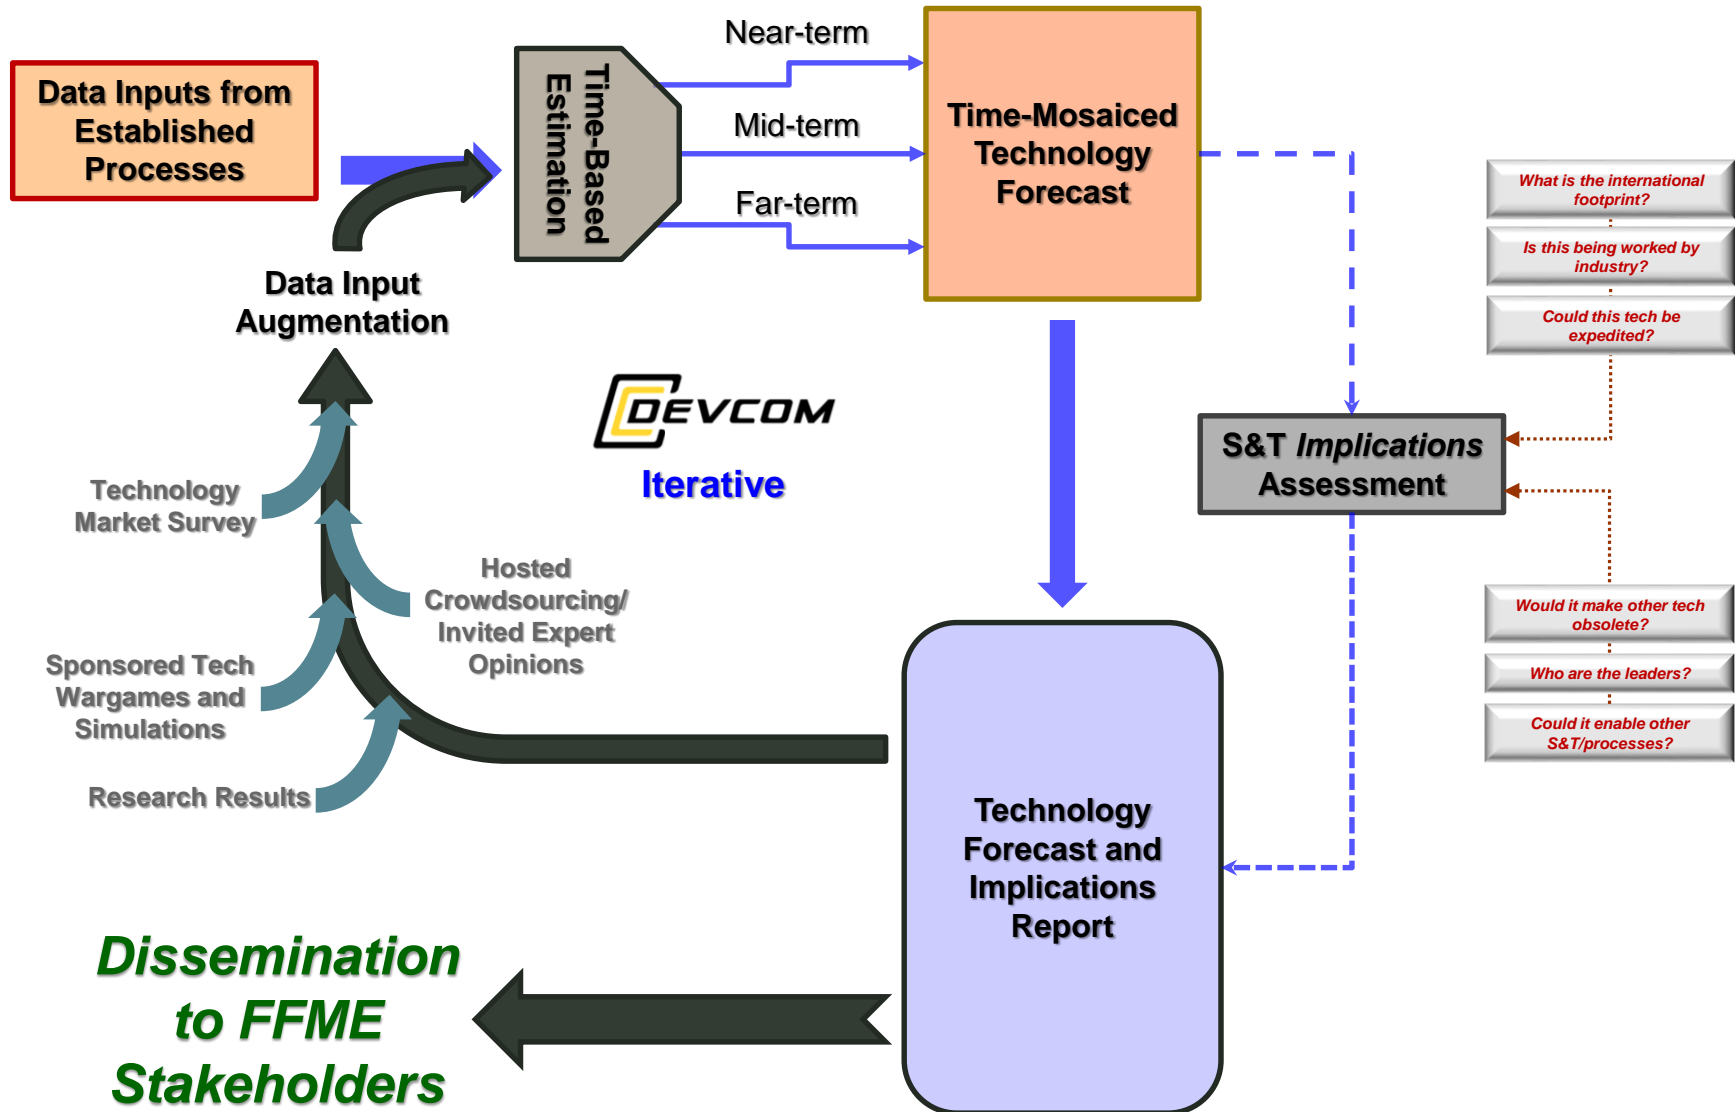 Near-term
Data Inputs from
Established
Processes
Time-Based
Estimation
Mid-term
Far-term
Time-Mosaiced
Technology
Forecast
What is the international
footprint?
Is this being worked by
industry?
Could this tech be
expedited?
Data Input
Augmentation
DEVCOM
Iterative
S&T Implications
Assessment
Technology
Market Survey
Hosted
Crowdsourcing/
Invited Expert
Opinions
Sponsored Tech
Wargames and
Simulations
Research Results
Would it make other tech
obsolete?
Who are the leaders?
Could it enable other
S&T/processes?
Technology
Forecast and
Implications
Report
Dissemination
to FFME
Stakeholders